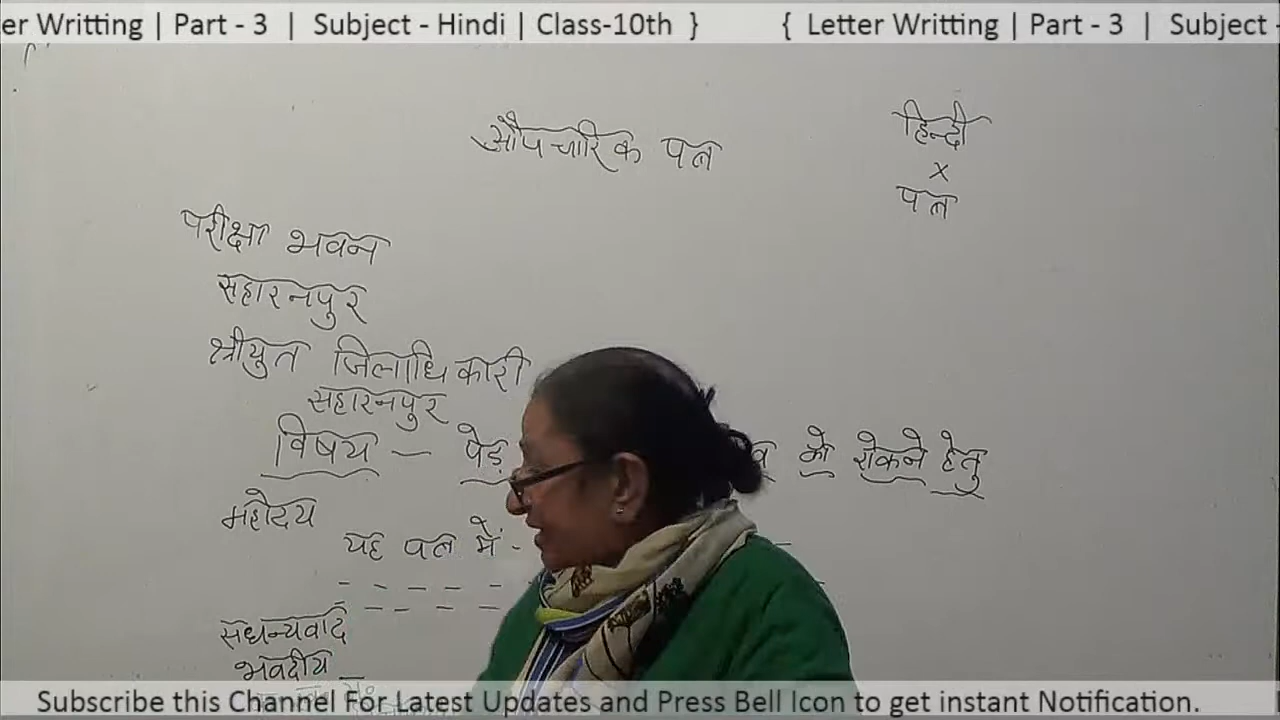 er Writting | Part - 3 | Subject - Hindi | Class-10th } { Letter Writting | Part - 3 | Subject -
औपचारिक पत्र
हिन्दी
x
पत्र
परीक्षा भवन
सहारनपुर
श्रीयुत जिलाधिकारी
सहारनपुर
विषय — पेड़ को रोकने हेतु
महोदय
यह पत्र में -
सधन्यवाद
भवदीय
Subscribe this Channel For Latest Updates and Press Bell Icon to get instant Notification.